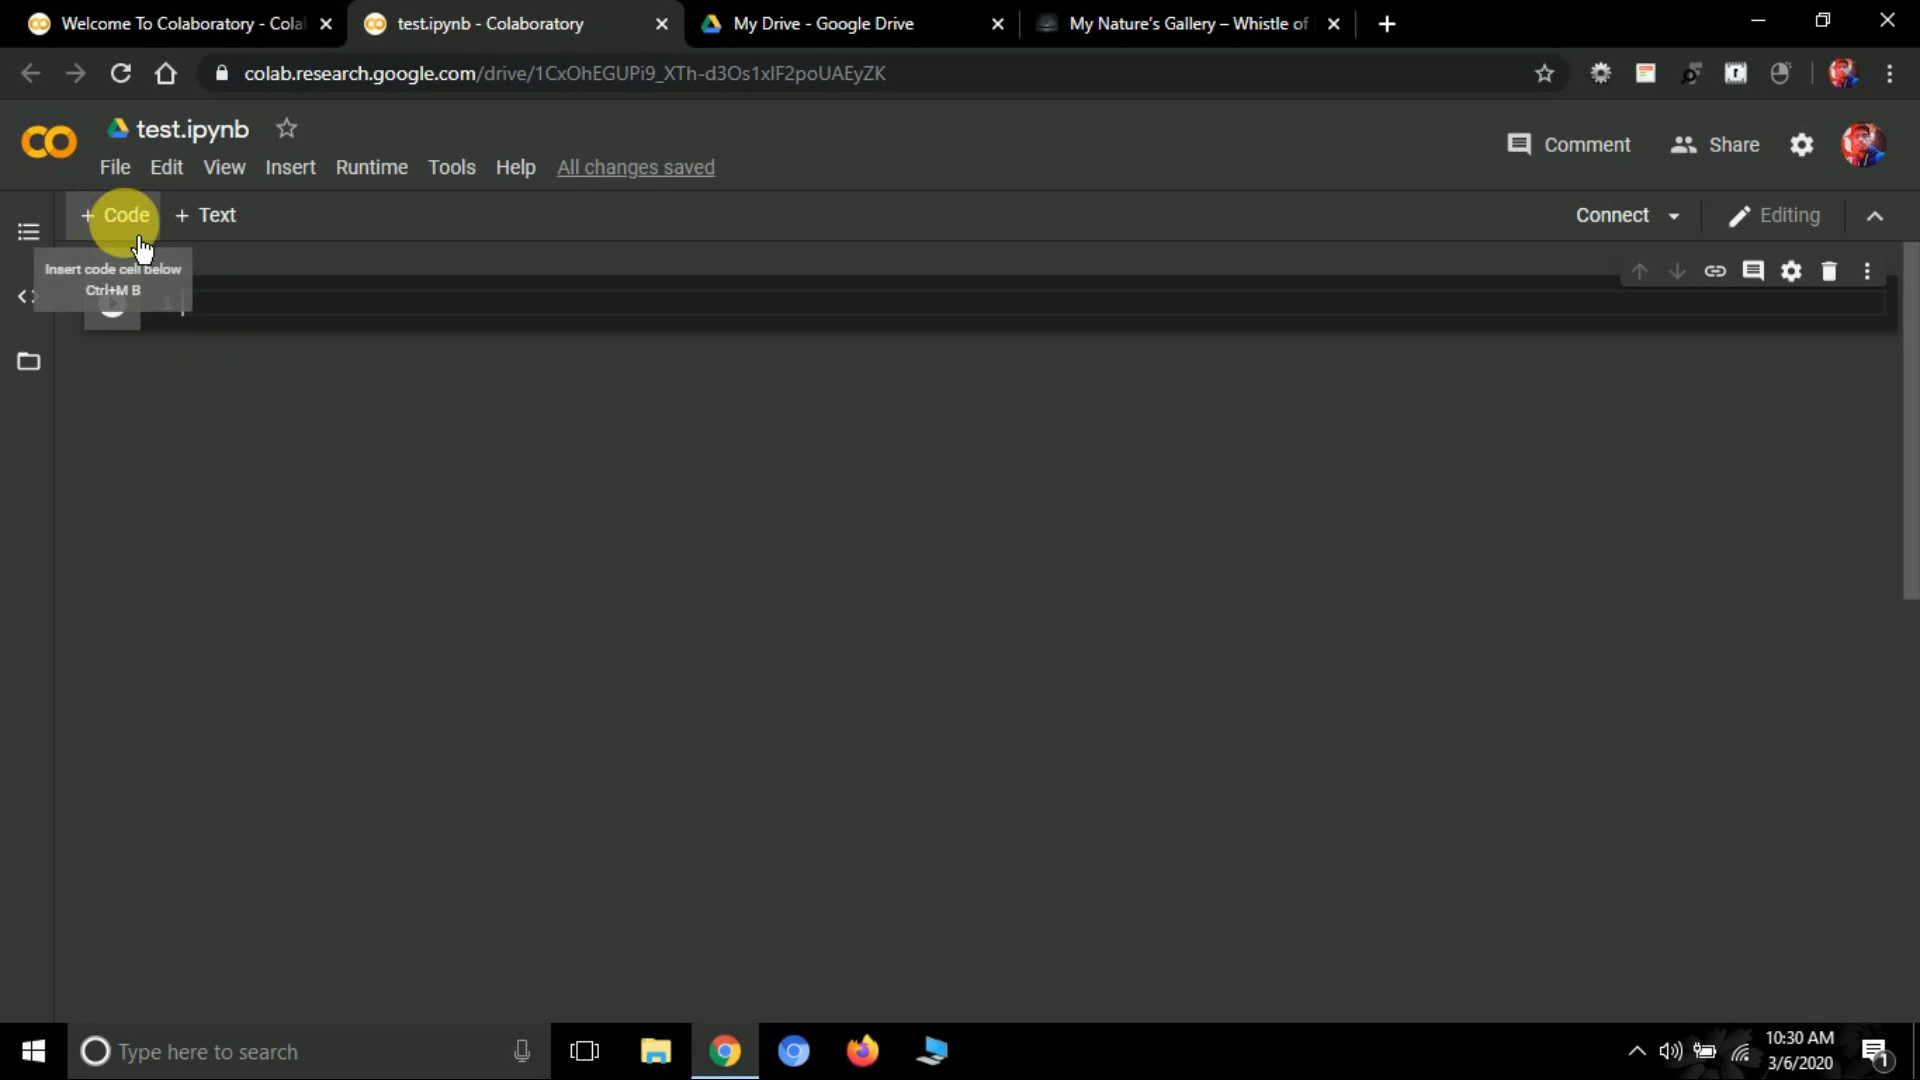 Welcome To Colaboratory - Cola
test.ipynb - Colaboratory
My Drive - Google Drive
My Nature's Gallery – Whistle of
colab.research.google.com/drive/1CxOhEGUPi9_XTh-d3Os1xIF2poUAEyZK
test.ipynb
File Edit View Insert Runtime Tools Help All changes saved
Comment
Share
+ Code + Text
Connect
Editing
Insert code cell below
Ctrl+M B
Type here to search
10:30 AM
3/6/2020
1